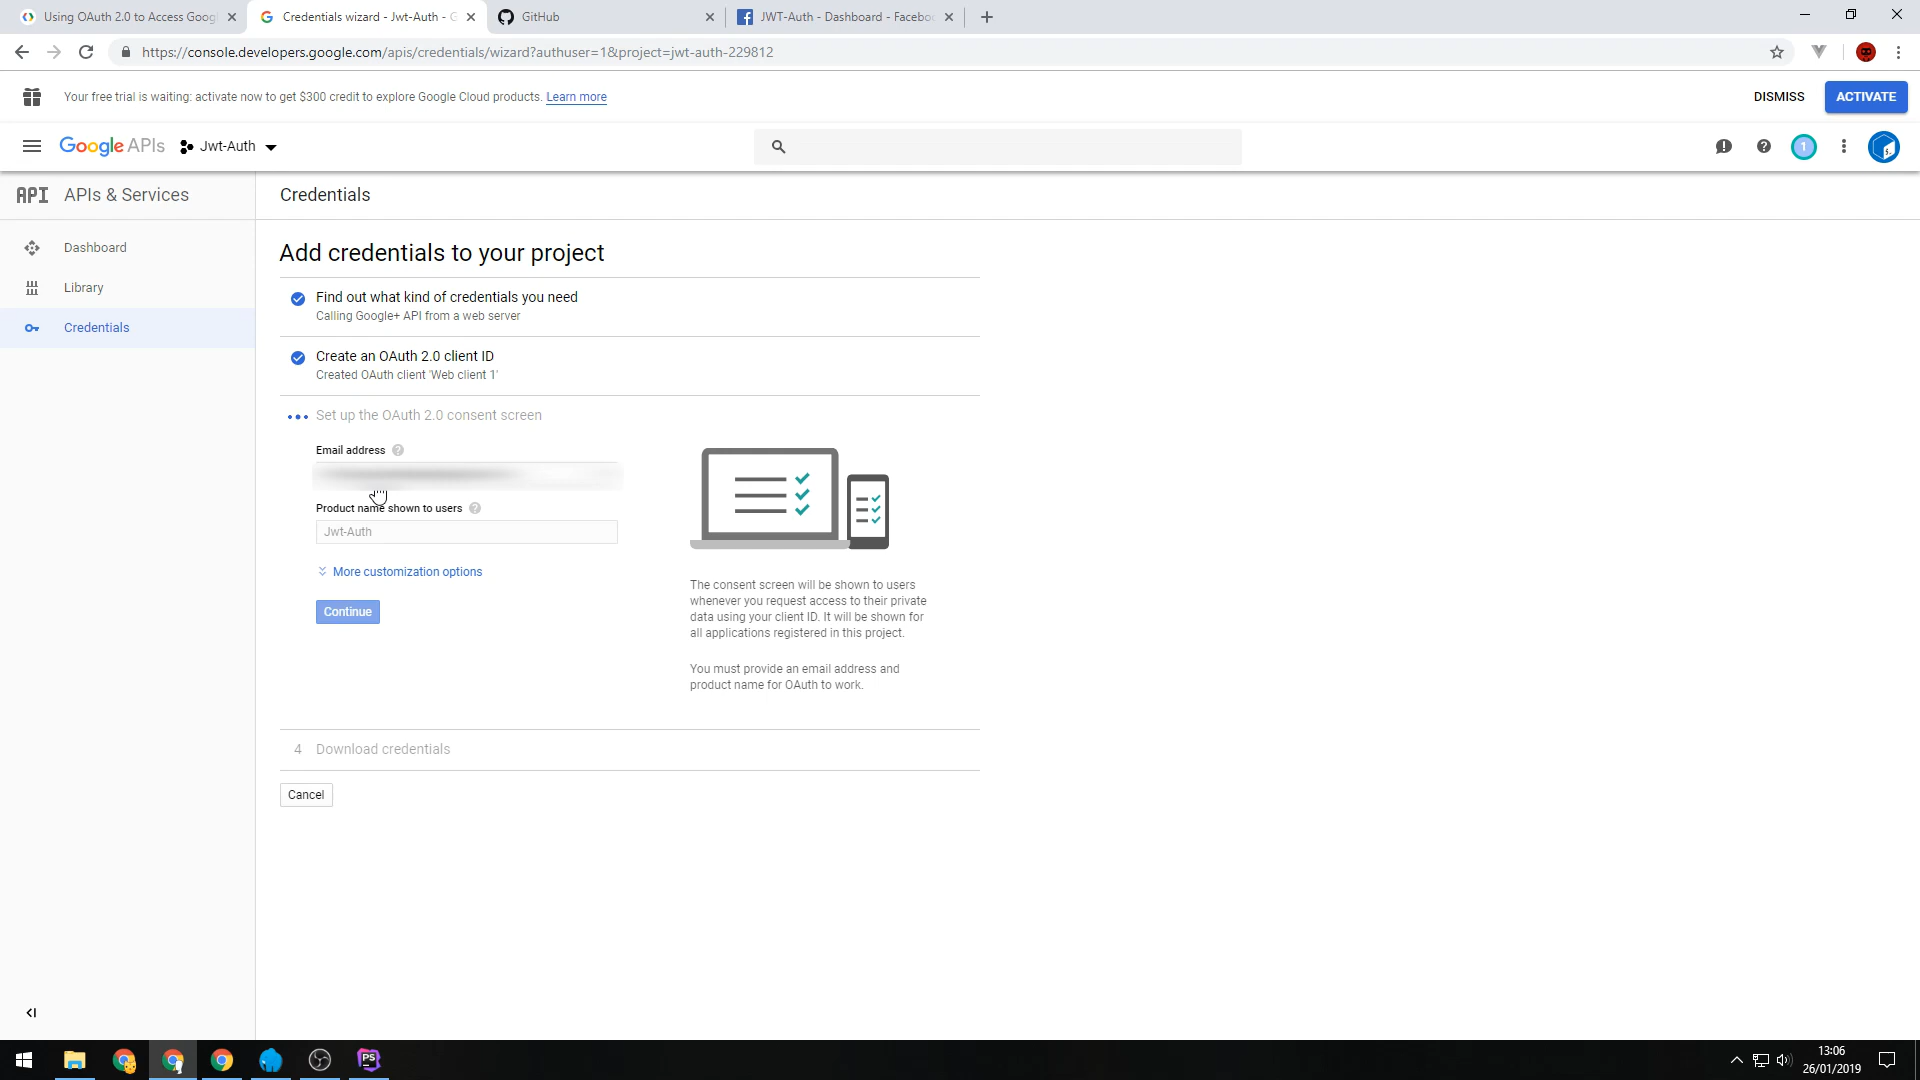 Using OAuth 2.0 to Access Goog
Credentials wizard - Jwt-Auth - G
GitHub
JWT-Auth - Dashboard - Faceboo
https://console.developers.google.com/apis/credentials/wizard?authuser=1&project=jwt-auth-229812
Your free trial is waiting: activate now to get $300 credit to explore Google Cloud products. Learn more
DISMISS
ACTIVATE
Google APIs
Jwt-Auth
1
API APIs & Services
Credentials
Dashboard
Library
Credentials
Add credentials to your project
Find out what kind of credentials you need
Calling Google+ API from a web server
Create an OAuth 2.0 client ID
Created OAuth client 'Web client 1'
Set up the OAuth 2.0 consent screen
Email address
Product name shown to users
Jwt-Auth
More customization options
Continue
The consent screen will be shown to users
whenever you request access to their private
data using your client ID. It will be shown for
all applications registered in this project.
You must provide an email address and
product name for OAuth to work.
4 Download credentials
Cancel
PS
13:06
26/01/2019